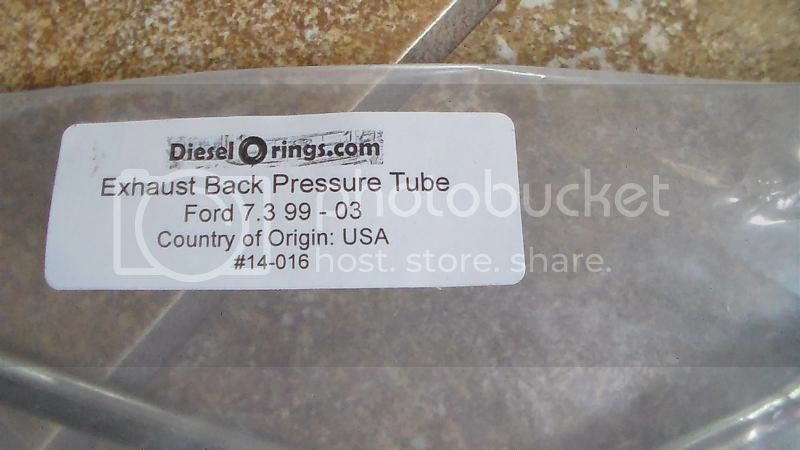 DieselOrings.com
Exhaust Back Pressure Tube
Ford 7.3 99 - 03
Country of Origin: USA
#14-016
photobucket
host. store. share.